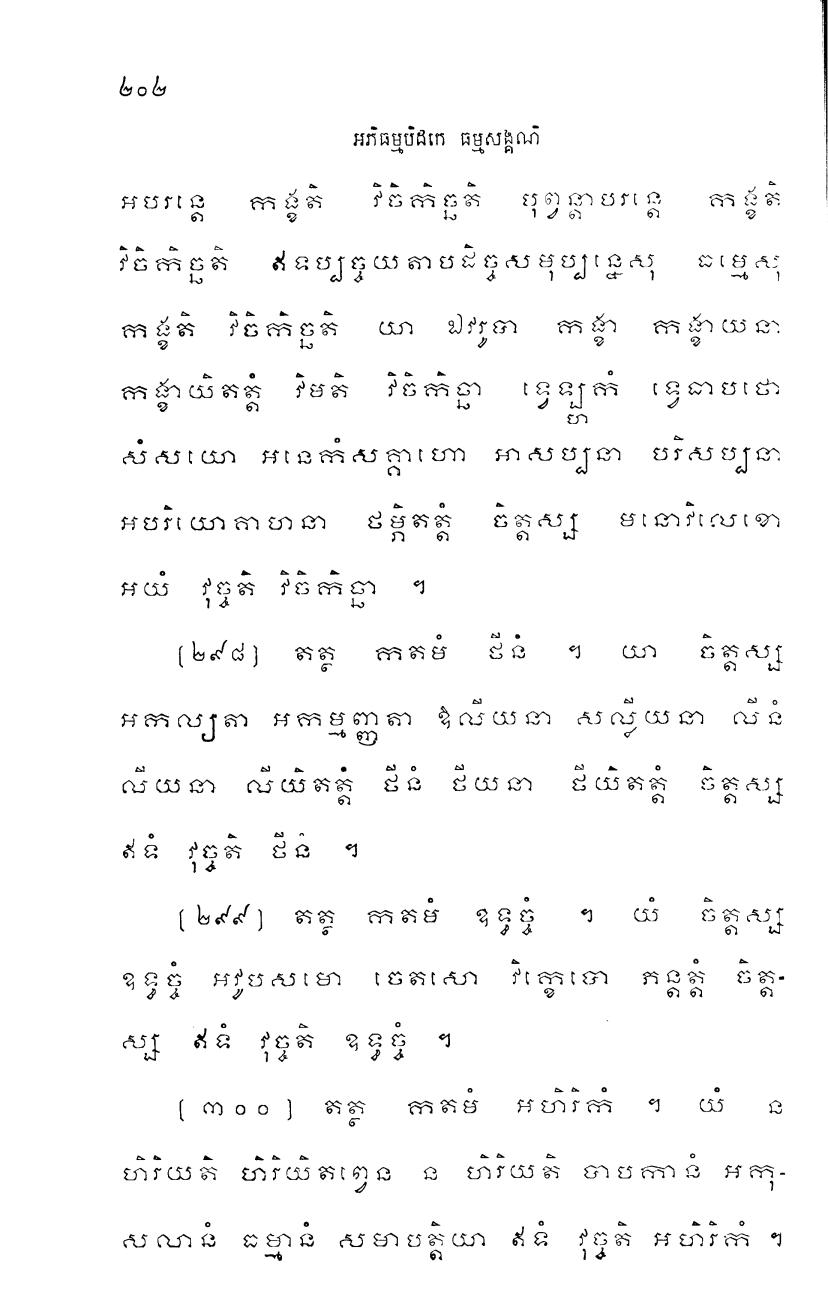 ២០២
អភិធម្មបិដកេ ធម្មសង្គណិ
អបរន្តេ កង្ខតិ វិចិកិច្ឆតិ បុព្វន្តាបរន្តេ កង្ខតិ
វិចិកិច្ឆតិ ឥទប្បច្ចយតាបដិច្ចសមុប្បន្នេសុ ធម្មេសុ
កង្ខតិ វិចិកិច្ឆតិ យា ឯវរូបា កង្ខា កង្ខាយនា
កង្ខាយិតត្តំ វិមតិ វិចិកិច្ឆា ទ្វេឡ្ហកំ ទ្វេធាបថោ
សំសយោ អនេកំសគ្គាហោ អាសប្បនា បរិសប្បនា
អបរិយោគាហនា ថម្ភិតត្តំ ចិត្តស្ស មនោវិលេខោ
អយំ វុច្ចតិ វិចិកិច្ឆា ។
[២៩៨] តត្ថ កតមំ ថីនំ ។ យា ចិត្តស្ស
អកល្យតា អកម្មញ្ញតា ឱលីយនា សល្លីយនា លីនំ
លីយនា លីយិតត្តំ ថីនំ ថីយនា ថីយិតត្តំ ចិត្តស្ស
ឥទំ វុច្ចតិ ថីនំ ។
[២៩៩] តត្ថ កតមំ ឧទ្ធច្ចំ ។ យំ ចិត្តស្ស
ឧទ្ធច្ចំ អវូបសមោ ចេតសោ វិក្ខេបោ ភន្តត្តំ ចិត្ត-
ស្ស ឥទំ វុច្ចតិ ឧទ្ធច្ចំ ។
[៣០០] តត្ថ កតមំ អហិរិកំ ។ យំ ន
ហិរិយតិ ហិរិយិតព្វេន ន ហិរិយតិ បាបកានំ អកុ-
សលានំ ធម្មានំ សមាបត្តិយា ឥទំ វុច្ចតិ អហិរិកំ ។